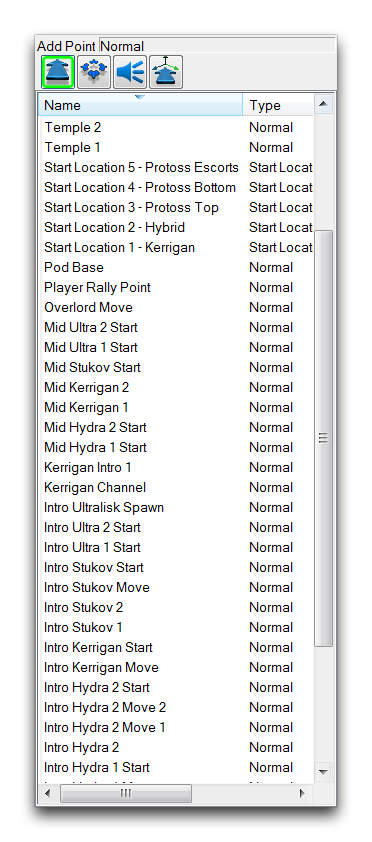 Add Point Normal
Name Type
Temple 2 Normal
Temple 1 Normal
Start Location 5 - Protoss Escorts Start Locat
Start Location 4 - Protoss Bottom Start Locat
Start Location 3 - Protoss Top Start Locat
Start Location 2 - Hybrid Start Locat
Start Location 1 - Kerrigan Start Locat
Pod Base Normal
Player Rally Point Normal
Overlord Move Normal
Mid Ultra 2 Start Normal
Mid Ultra 1 Start Normal
Mid Stukov Start Normal
Mid Kerrigan 2 Normal
Mid Kerrigan 1 Normal
Mid Hydra 2 Start Normal
Mid Hydra 1 Start Normal
Kerrigan Intro 1 Normal
Kerrigan Channel Normal
Intro Ultralisk Spawn Normal
Intro Ultra 2 Start Normal
Intro Ultra 1 Start Normal
Intro Stukov Start Normal
Intro Stukov Move Normal
Intro Stukov 2 Normal
Intro Stukov 1 Normal
Intro Kerrigan Start Normal
Intro Kerrigan Move Normal
Intro Hydra 2 Start Normal
Intro Hydra 2 Move 2 Normal
Intro Hydra 2 Move 1 Normal
Intro Hydra 2 Normal
Intro Hydra 1 Start Normal